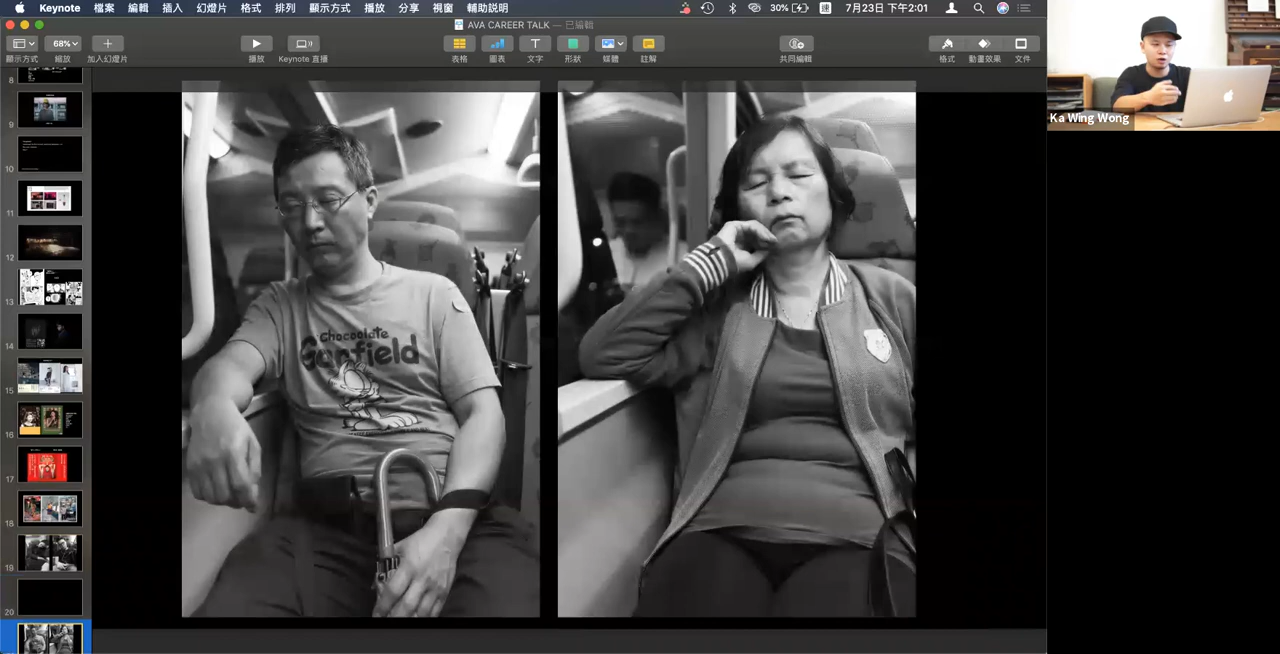 Keynote 檔案 編輯 插入 幻燈片 格式 排列 顯示方式 播放 分享 視窗 輔助說明 30% 速 7月23日 下午2:01
AVA CAREER TALK — 已編輯
68%
顯示方式 縮放 加入幻燈片 播放 Keynote 直播 表格 圖表 文字 形狀 媒體 註解 共同編輯 格式 動畫效果 文件
8
9
10
11
12
13
14
15
16
17
18
19
20
Chocoolate
Garfield
Ka Wing Wong